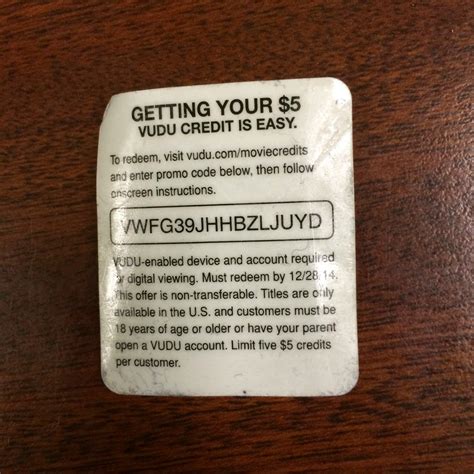 GETTING YOUR $5
VUDU CREDIT IS EASY.
To redeem, visit vudu.com/moviecredits
and enter promo code below, then follow
onscreen instructions.
VWFG39JHHBZLJUYD
VUDU-enabled device and account required
for digital viewing. Must redeem by 12/28/14.
This offer is non-transferable. Titles are only
available in the U.S. and customers must be
18 years of age or older or have your parent
open a VUDU account. Limit five $5 credits
per customer.